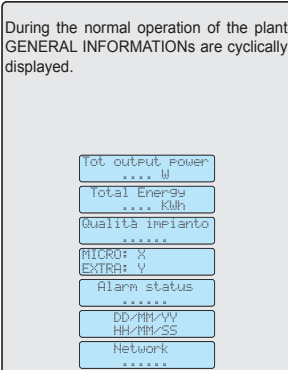 During the normal operation of the plant
GENERAL INFORMATIONs are cyclically
displayed.
Tot output power
.... W
Total Energy
.... KWh
Qualità impianto
......
MICRO: X
EXTRA: Y
Alarm status
......
DD/MM/YY
HH/MM/SS
Network
......